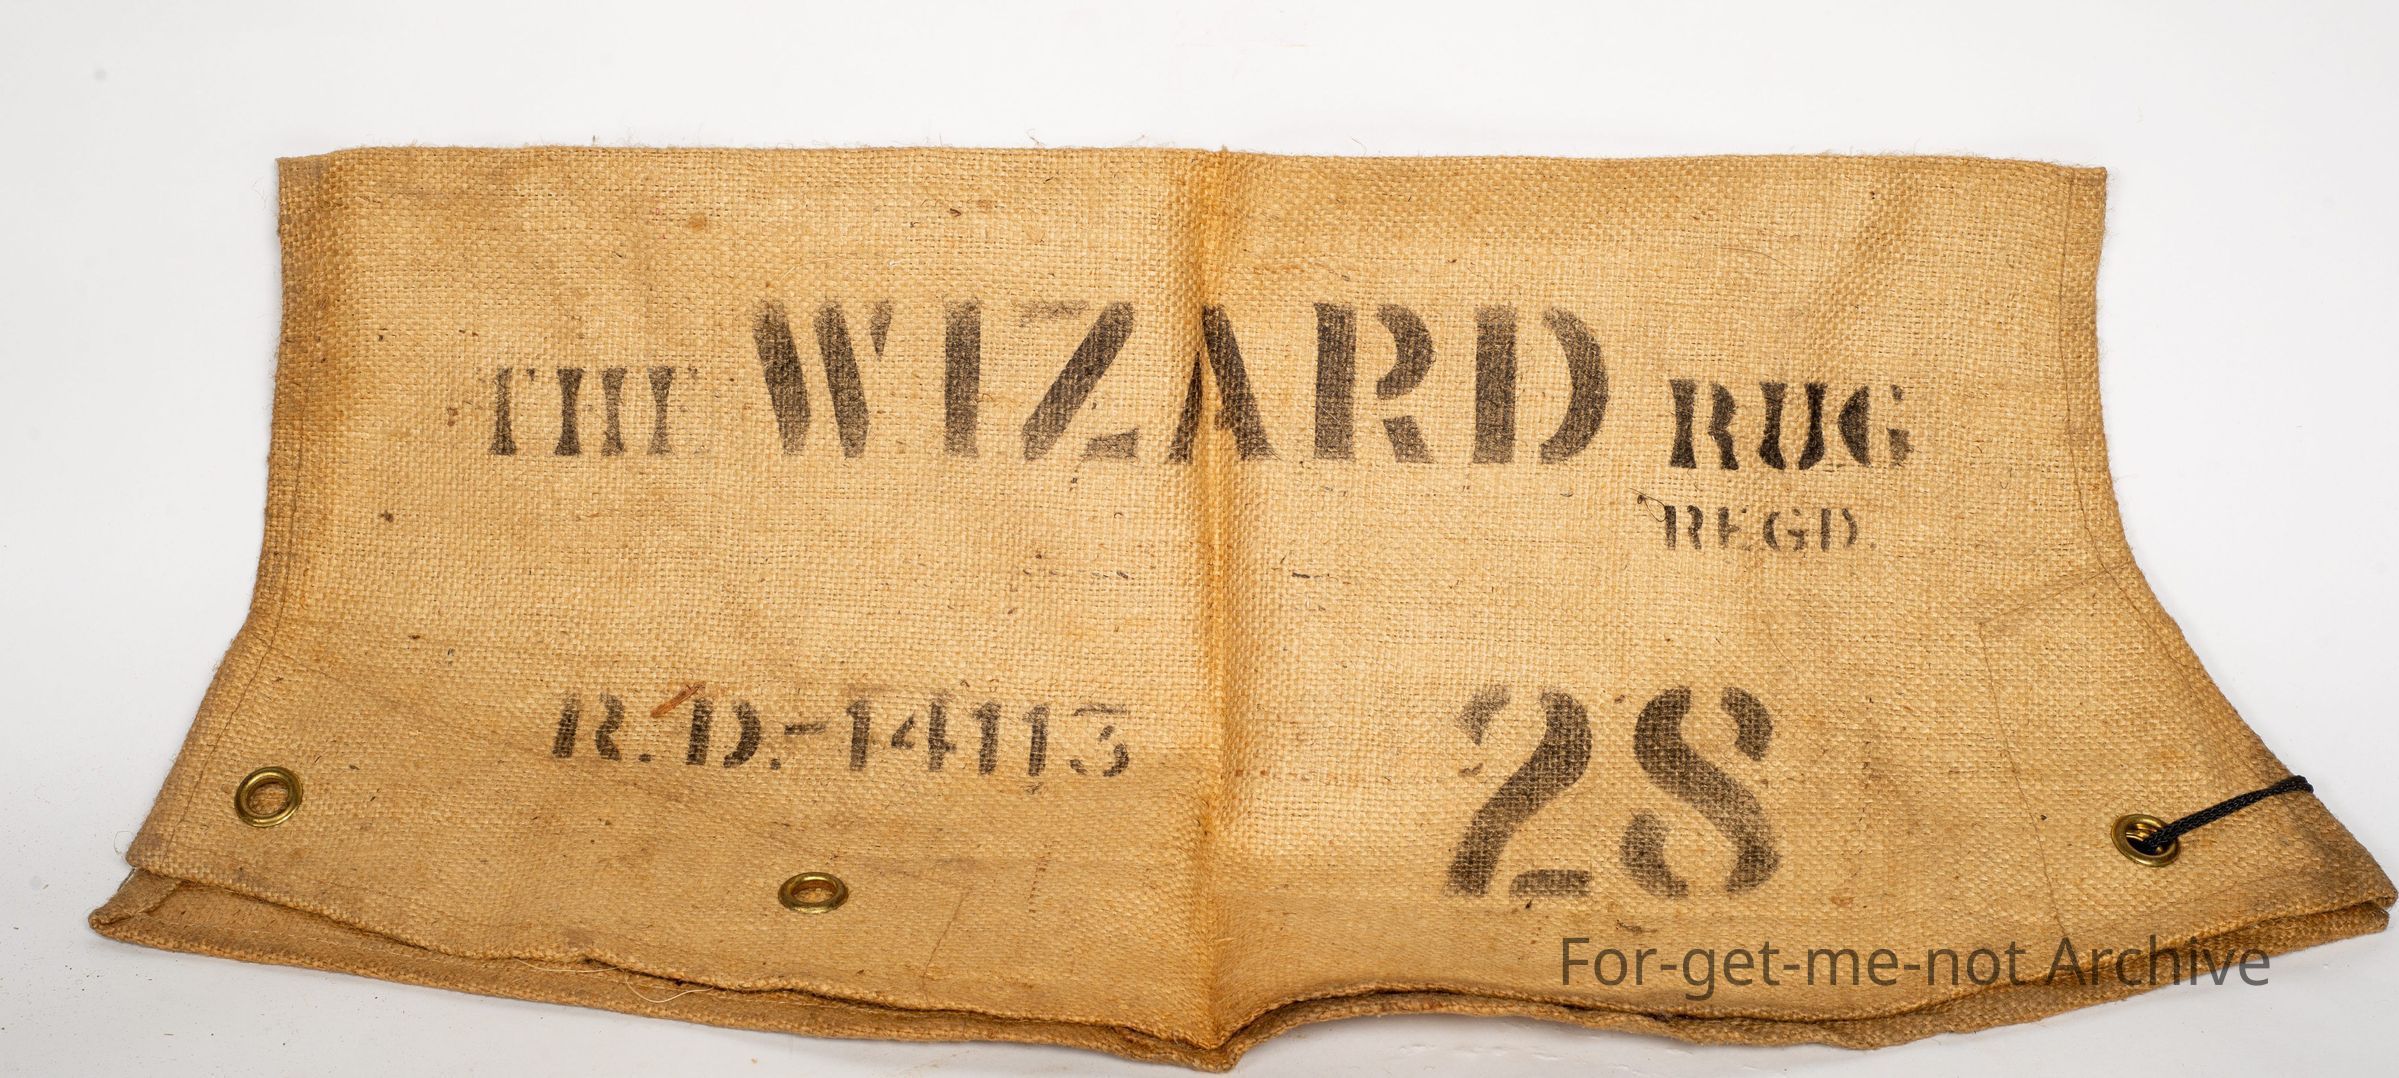 THE WIZARD RUG
REGD.
R.D.-14113
28
For-get-me-not Archive